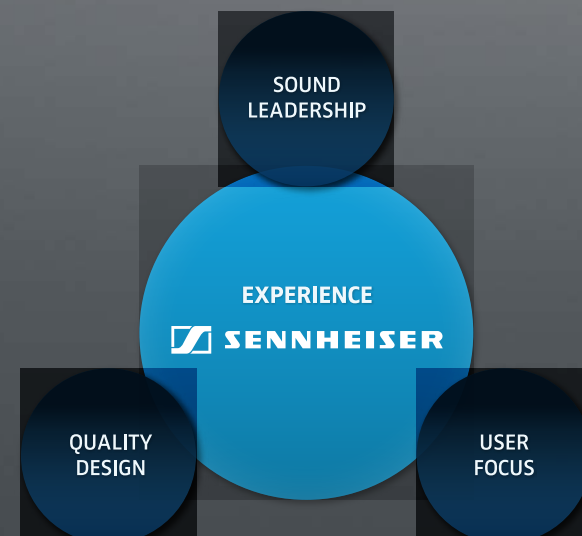 SOUND
LEADERSHIP
EXPERIENCE
SENNHEISER
QUALITY
DESIGN
USER
FOCUS